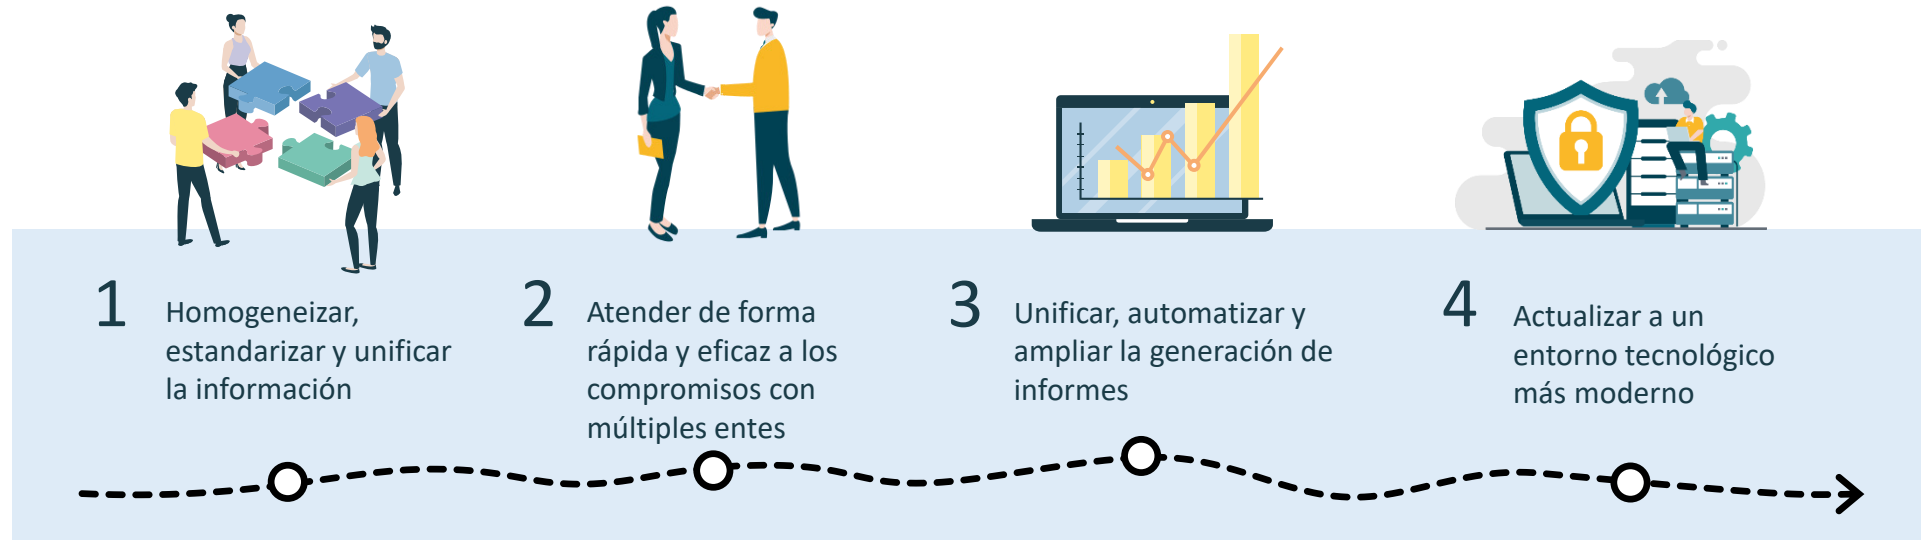 1
Homogeneizar,
estandarizar y unificar
la información
2
Atender de forma
rápida y eficaz a los
compromisos con
múltiples entes
3
Unificar, automatizar y
ampliar la generación de
informes
4
Actualizar a un
entorno tecnológico
más moderno